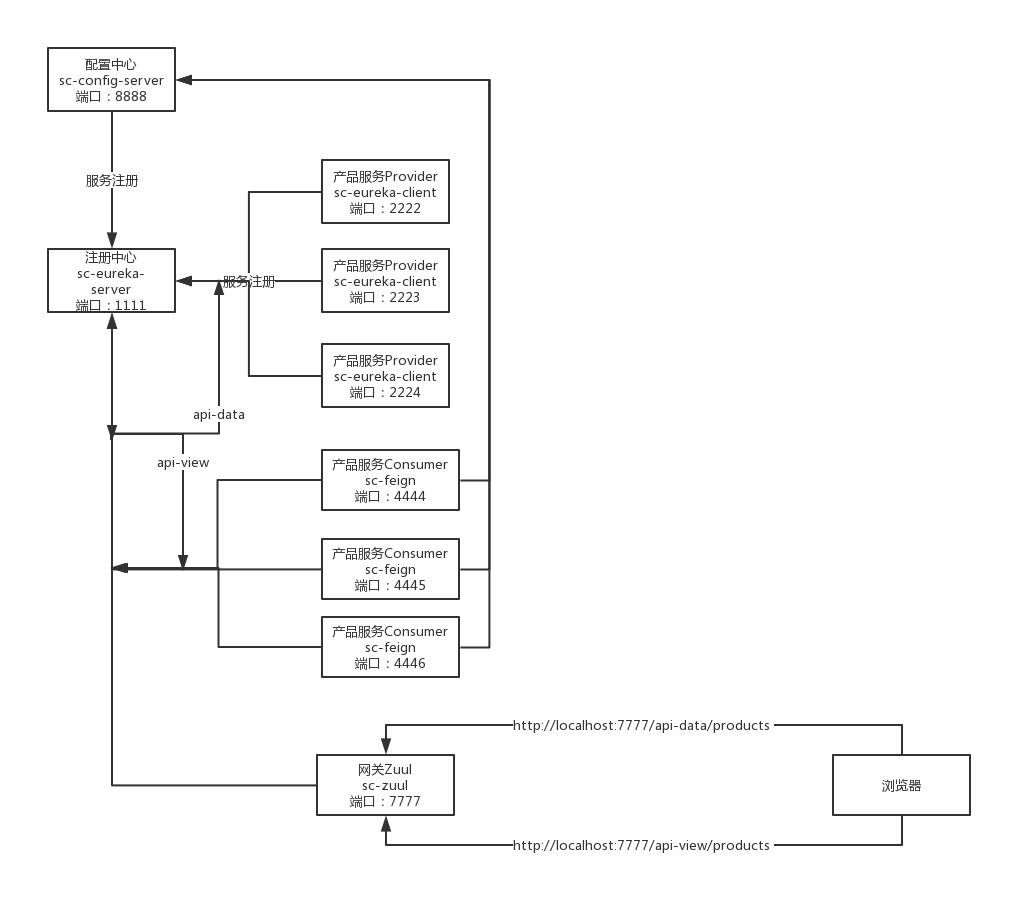 配置中心
sc-config-server
端口：8888
服务注册
产品服务Provider
sc-eureka-client
端口：2222
注册中心
sc-eureka-
server
端口：1111
服务注册
产品服务Provider
sc-eureka-client
端口：2223
产品服务Provider
sc-eureka-client
端口：2224
api-data
api-view
产品服务Consumer
sc-feign
端口：4444
产品服务Consumer
sc-feign
端口：4445
产品服务Consumer
sc-feign
端口：4446
http://localhost:7777/api-data/products
网关Zuul
sc-zuul
端口：7777
浏览器
http://localhost:7777/api-view/products